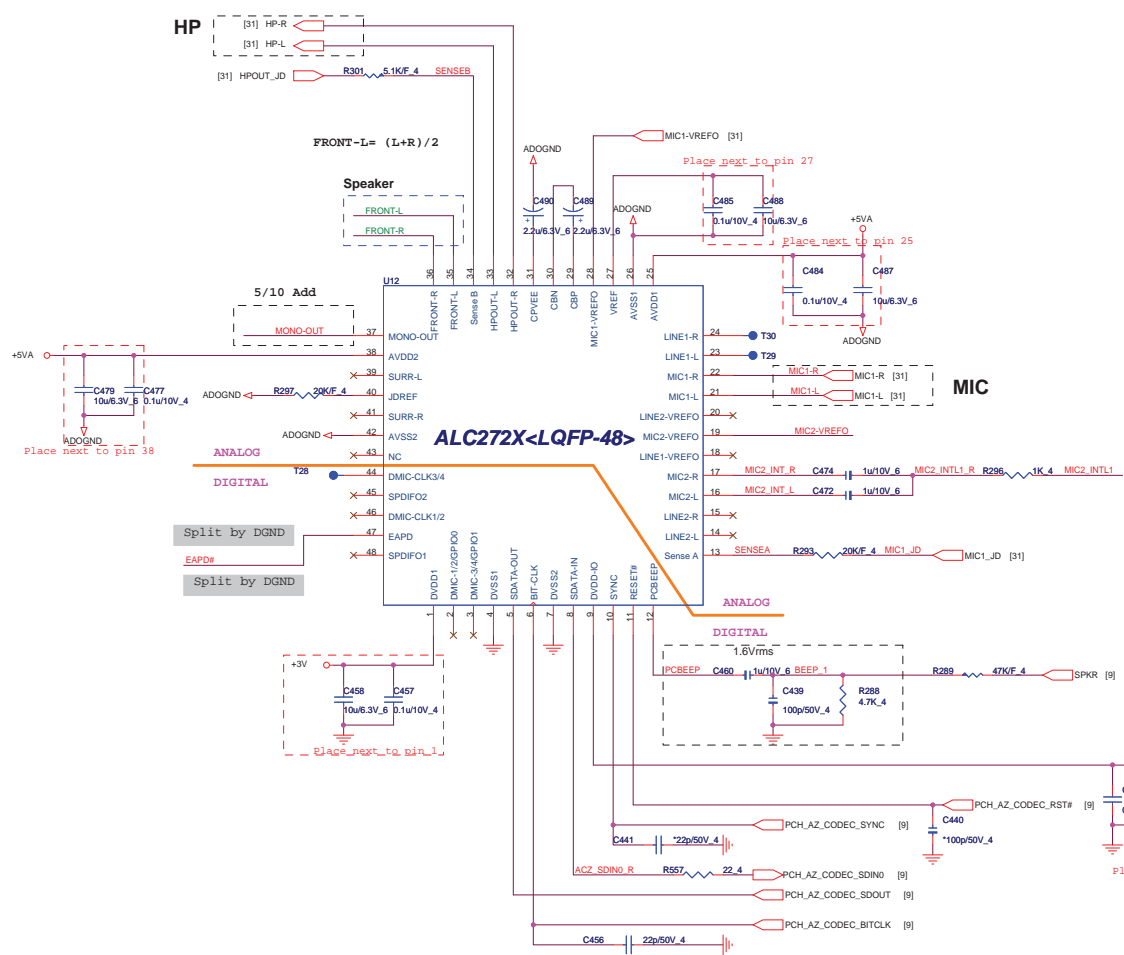 HP
[31] HP-R
[31] HP-L
[31] HPOUT_JD
R301 5.1K/F_4 SENSEB
FRONT-L= (L+R)/2
MIC1-VREFO [31]
ADOGND
Place next to pin 27
Speaker
FRONT-L
FRONT-R
C490
2.2u/6.3V_6
C489
2.2u/6.3V_6
ADOGND
C485
0.1u/10V_4
C488
10u/6.3V_6
+5VA
Place next to pin 25
C484
0.1u/10V_4
C487
10u/6.3V_6
ADOGND
U12
36 35 34 33 32 31 30 29 28 27 26 25
FRONT-R
FRONT-L
Sense B
HPOUT-L
HPOUT-R
CPVEE
CBN
CBP
MIC1-VREFO
VREF
AVSS1
AVDD1
5/10 Add
MONO-OUT 37 MONO-OUT
+5VA 38 AVDD2
39 SURR-L
ADOGND R297 20K/F_4 40 JDREF
41 SURR-R
ADOGND 42 AVSS2
43 NC
T28 44 DMIC-CLK3/4
45 SPDIFO2
46 DMIC-CLK1/2
47 EAPD
48 SPDIFO1
C479
10u/6.3V_6
C477
0.1u/10V_4
ADOGND
Place next to pin 38
ANALOG
DIGITAL
Split by DGND
EAPD#
Split by DGND
ALC272X<LQFP-48>
LINE1-R 24 T30
LINE1-L 23 T29
MIC1-R 22 MIC1-R MIC1-R [31]
MIC1-L 21 MIC1-L MIC1-L [31]
MIC
LINE2-VREFO 20
MIC2-VREFO 19 MIC2-VREFO
LINE1-VREFO 18
MIC2-R 17 MIC2_INT_R C474 1u/10V_6 MIC2_INTL1_R R296 1K_4 MIC2_INTL1
MIC2-L 16 MIC2_INT_L C472 1u/10V_6
LINE2-R 15
LINE2-L 14
Sense A 13 SENSEA R293 20K/F_4 MIC1_JD MIC1_JD [31]
DVDD1
DMIC-1/2/GPIO0
DMIC-3/4/GPIO1
DVSS1
SDATA-OUT
BIT-CLK
DVSS2
SDATA-IN
DVDD-IO
SYNC
RESET#
PCBEEP
1 2 3 4 5 6 7 8 9 10 11 12
ANALOG
DIGITAL
1.6Vrms
PCBEEP C460 1u/10V_6 BEEP_1
R289 47K/F_4 SPKR [9]
C439
100p/50V_4
R288
4.7K_4
+3V
C458
10u/6.3V_6
C457
0.1u/10V_4
Place next to pin 1
PCH_AZ_CODEC_RST# [9]
C440
*100p/50V_4
PCH_AZ_CODEC_SYNC [9]
C441 *22p/50V_4
ACZ_SDIN0_R R557 22_4 PCH_AZ_CODEC_SDIN0 [9]
PCH_AZ_CODEC_SDOUT [9]
PCH_AZ_CODEC_BITCLK [9]
C456 22p/50V_4